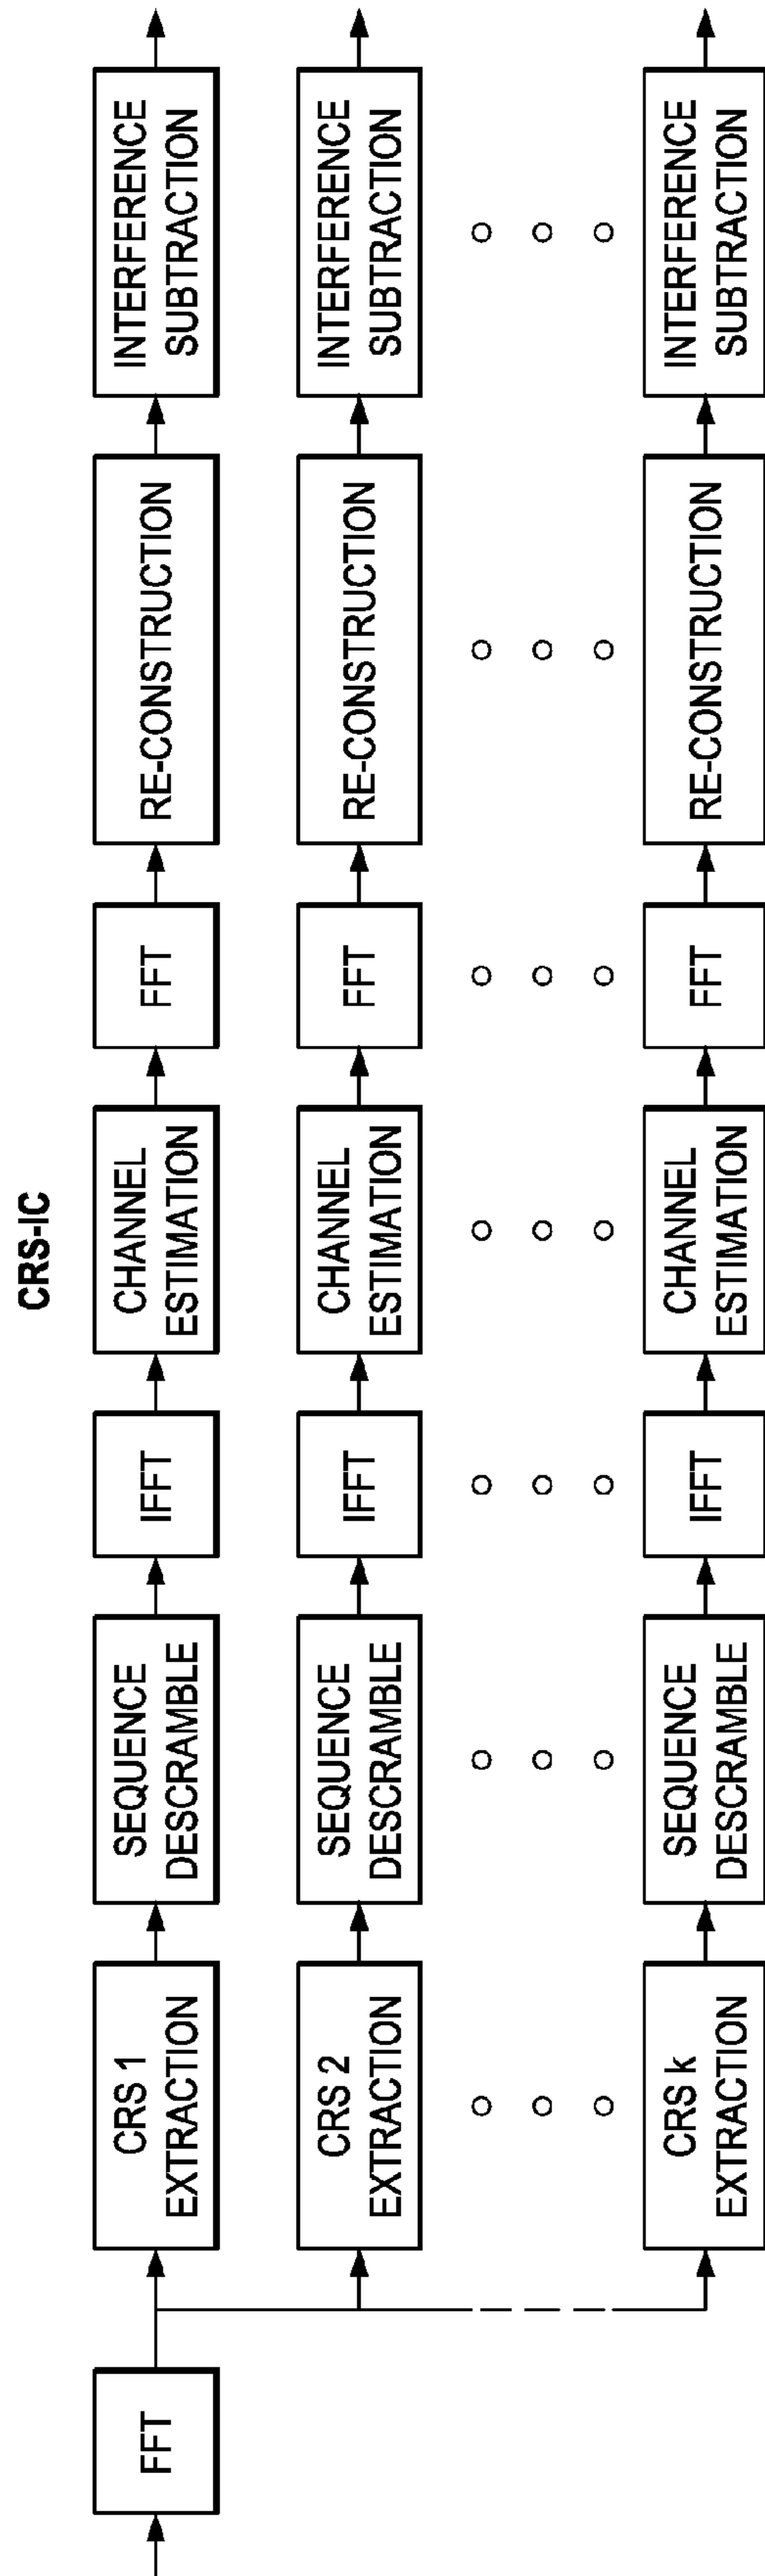 CRS-IC
FFT
CRS 1
EXTRACTION
SEQUENCE
DESCRAMBLE
IFFT
CHANNEL
ESTIMATION
FFT
RE-CONSTRUCTION
INTERFERENCE
SUBTRACTION
CRS 2
EXTRACTION
SEQUENCE
DESCRAMBLE
IFFT
CHANNEL
ESTIMATION
FFT
RE-CONSTRUCTION
INTERFERENCE
SUBTRACTION
CRS k
EXTRACTION
SEQUENCE
DESCRAMBLE
IFFT
CHANNEL
ESTIMATION
FFT
RE-CONSTRUCTION
INTERFERENCE
SUBTRACTION